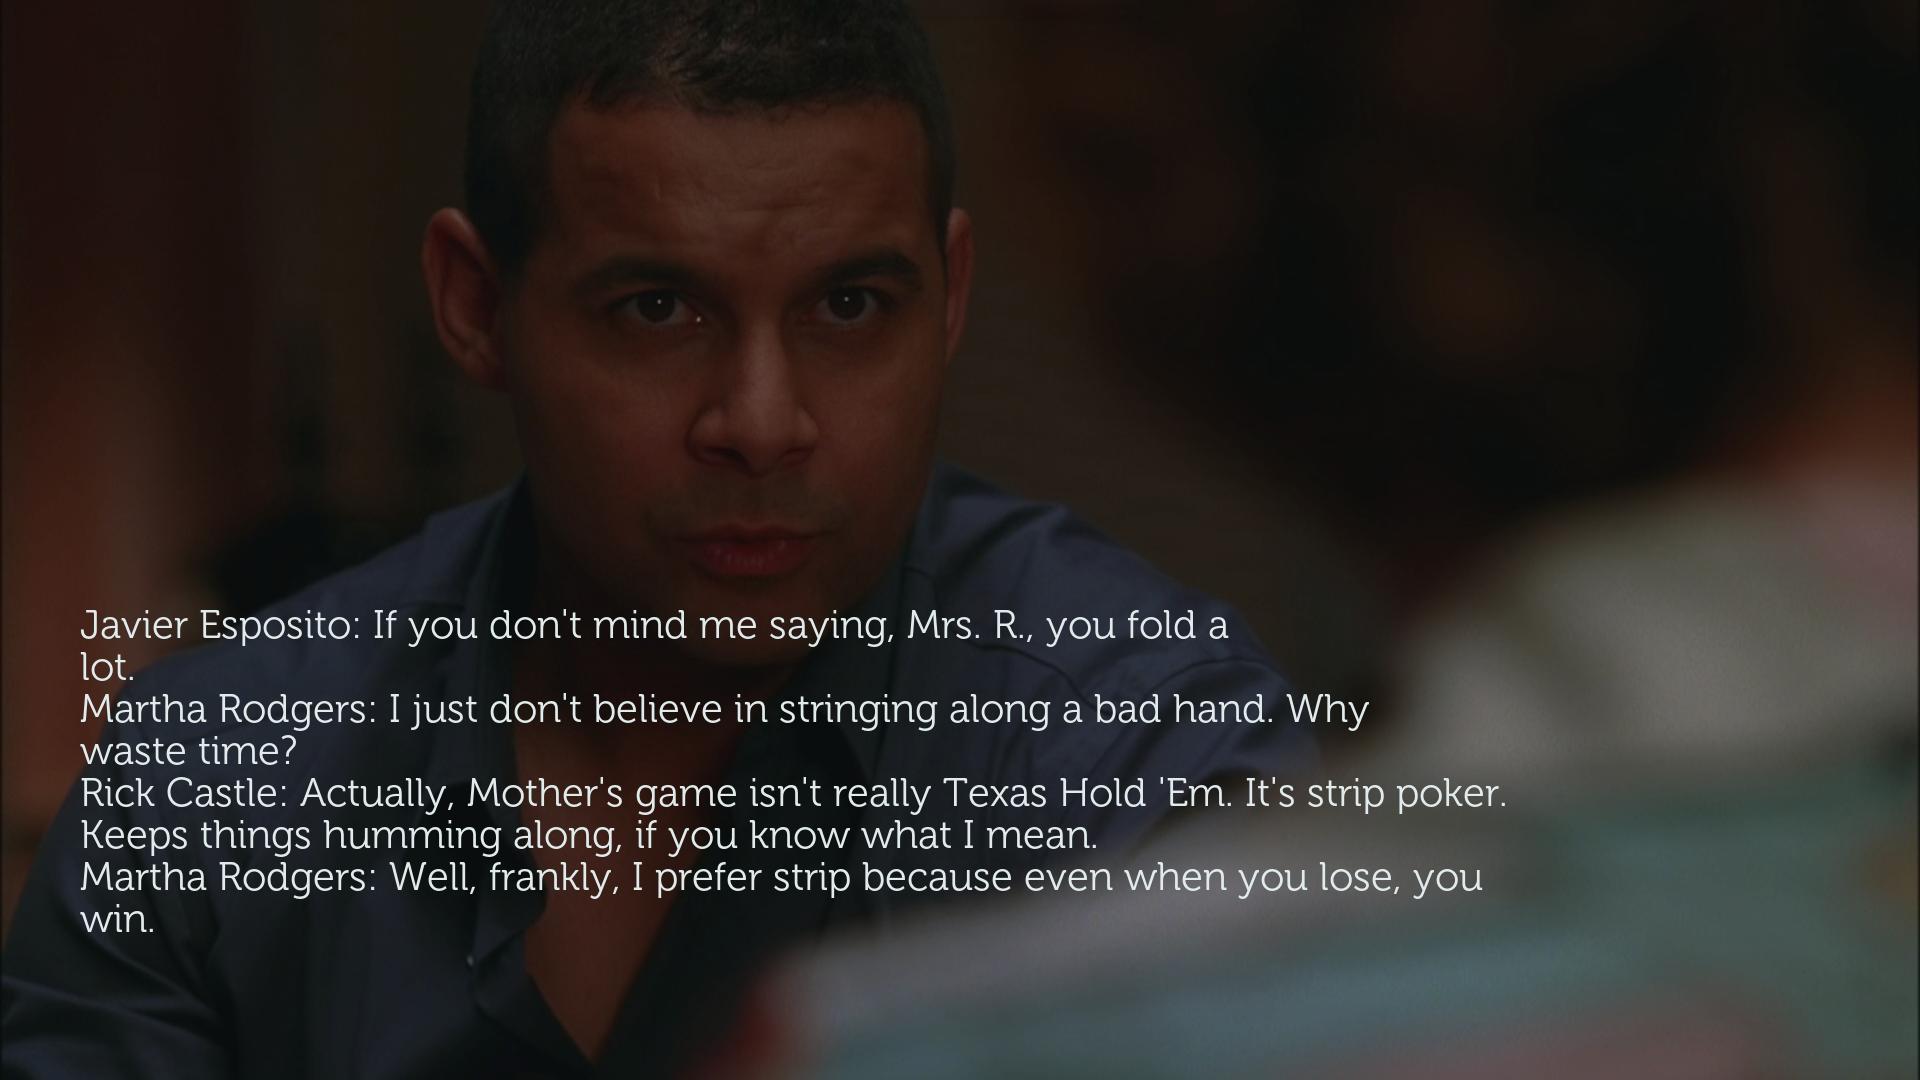 Javier Esposito: If you don't mind me saying, Mrs. R., you fold a
lot.
Martha Rodgers: I just don't believe in stringing along a bad hand. Why
waste time?
Rick Castle: Actually, Mother's game isn't really Texas Hold 'Em. It's strip poker.
Keeps things humming along, if you know what I mean.
Martha Rodgers: Well, frankly, I prefer strip because even when you lose, you
win.